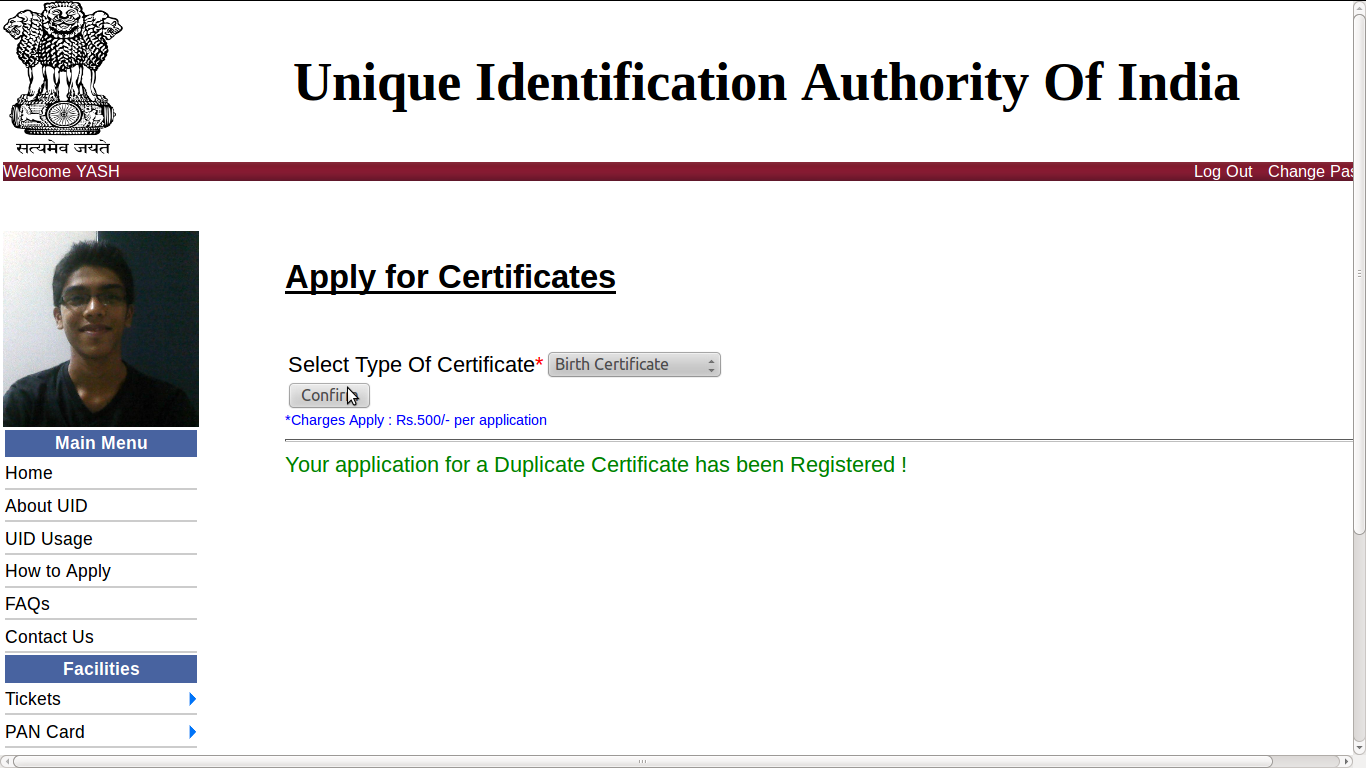 Unique Identification Authority Of India
सत्यमेव जयते
Welcome YASH
Log Out Change Pas
Apply for Certificates
Select Type Of Certificate* Birth Certificate
Confirm
*Charges Apply : Rs.500/- per application
Your application for a Duplicate Certificate has been Registered !
Main Menu
Home
About UID
UID Usage
How to Apply
FAQs
Contact Us
Facilities
Tickets
PAN Card